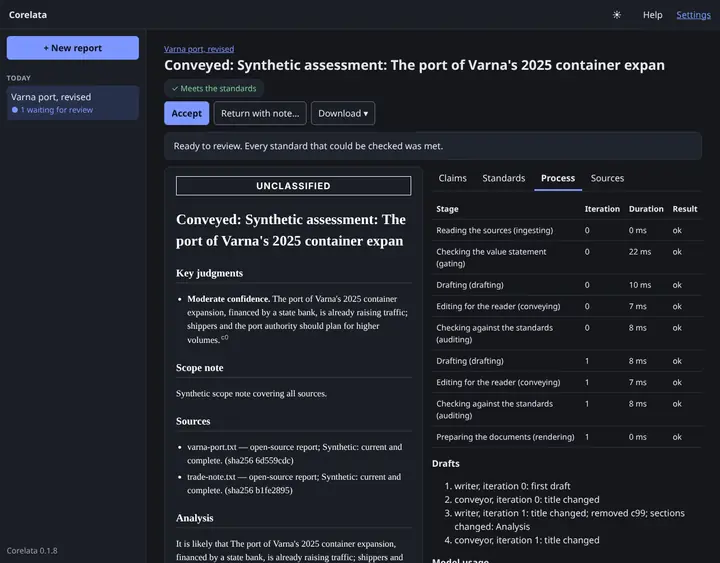 Corelata
☀ Help Settings
+ New report
TODAY
Varna port, revised
1 waiting for review
Corelata 0.1.8
Varna port, revised
Conveyed: Synthetic assessment: The port of Varna's 2025 container expan
✓ Meets the standards
Accept
Return with note...
Download ▾
Ready to review. Every standard that could be checked was met.
UNCLASSIFIED
Conveyed: Synthetic assessment: The
port of Varna's 2025 container expan
Key judgments
• Moderate confidence. The port of Varna's 2025 container
expansion, financed by a state bank, is already raising traffic;
shippers and the port authority should plan for higher
volumes. c0
Scope note
Synthetic scope note covering all sources.
Sources
• varna-port.txt — open-source report; Synthetic: current and
complete. (sha256 6d559cdc)
• trade-note.txt — open-source report; Synthetic: current and
complete. (sha256 b1fe2895)
Analysis
It is likely that The port of Varna's 2025 container expansion,
financed by a state bank, is already raising traffic; shippers and
Claims Standards Process Sources
Stage Iteration Duration Result
Reading the sources (ingesting) 0 0 ms ok
Checking the value statement
(gating) 0 22 ms ok
Drafting (drafting) 0 10 ms ok
Editing for the reader (conveying) 0 7 ms ok
Checking against the standards
(auditing) 0 8 ms ok
Drafting (drafting) 1 8 ms ok
Editing for the reader (conveying) 1 7 ms ok
Checking against the standards
(auditing) 1 8 ms ok
Preparing the documents (rendering) 1 0 ms ok
Drafts
1. writer, iteration 0: first draft
2. conveyor, iteration 0: title changed
3. writer, iteration 1: title changed; removed c99; sections
changed: Analysis
4. conveyor, iteration 1: title changed
Model usage